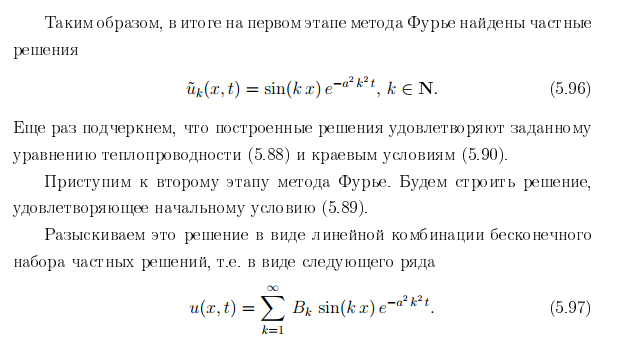 Таким образом, в итоге на первом этапе метода Фурье найдены частные
решения
ũₖ(x, t) = sin(k x) e^{−a² k² t}, k ∈ N. (5.96)
Еще раз подчеркнем, что построенные решения удовлетворяют заданному
уравнению теплопроводности (5.88) и краевым условиям (5.90).
Приступим к второму этапу метода Фурье. Будем строить решение,
удовлетворяющее начальному условию (5.89).
Разыскиваем это решение в виде линейной комбинации бесконечного
набора частных решений, т.е. в виде следующего ряда
u(x, t) = ∑_{k=1}^{∞} Bₖ sin(k x) e^{−a² k² t}. (5.97)